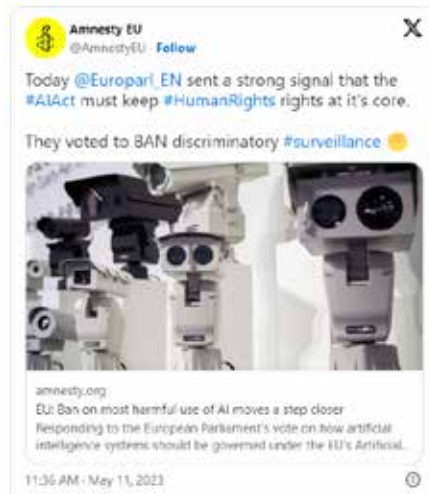 Amnesty EU
@AmnestyEU · Follow
Today @Europarl_EN sent a strong signal that the
#AIAct must keep #HumanRights rights at it's core.
They voted to BAN discriminatory #surveillance ✊
amnesty.org
EU: Ban on most harmful use of AI moves a step closer
Responding to the European Parliament's vote on how artificial
intelligence systems should be governed under the EU's Artificial...
11:36 AM · May 11, 2023